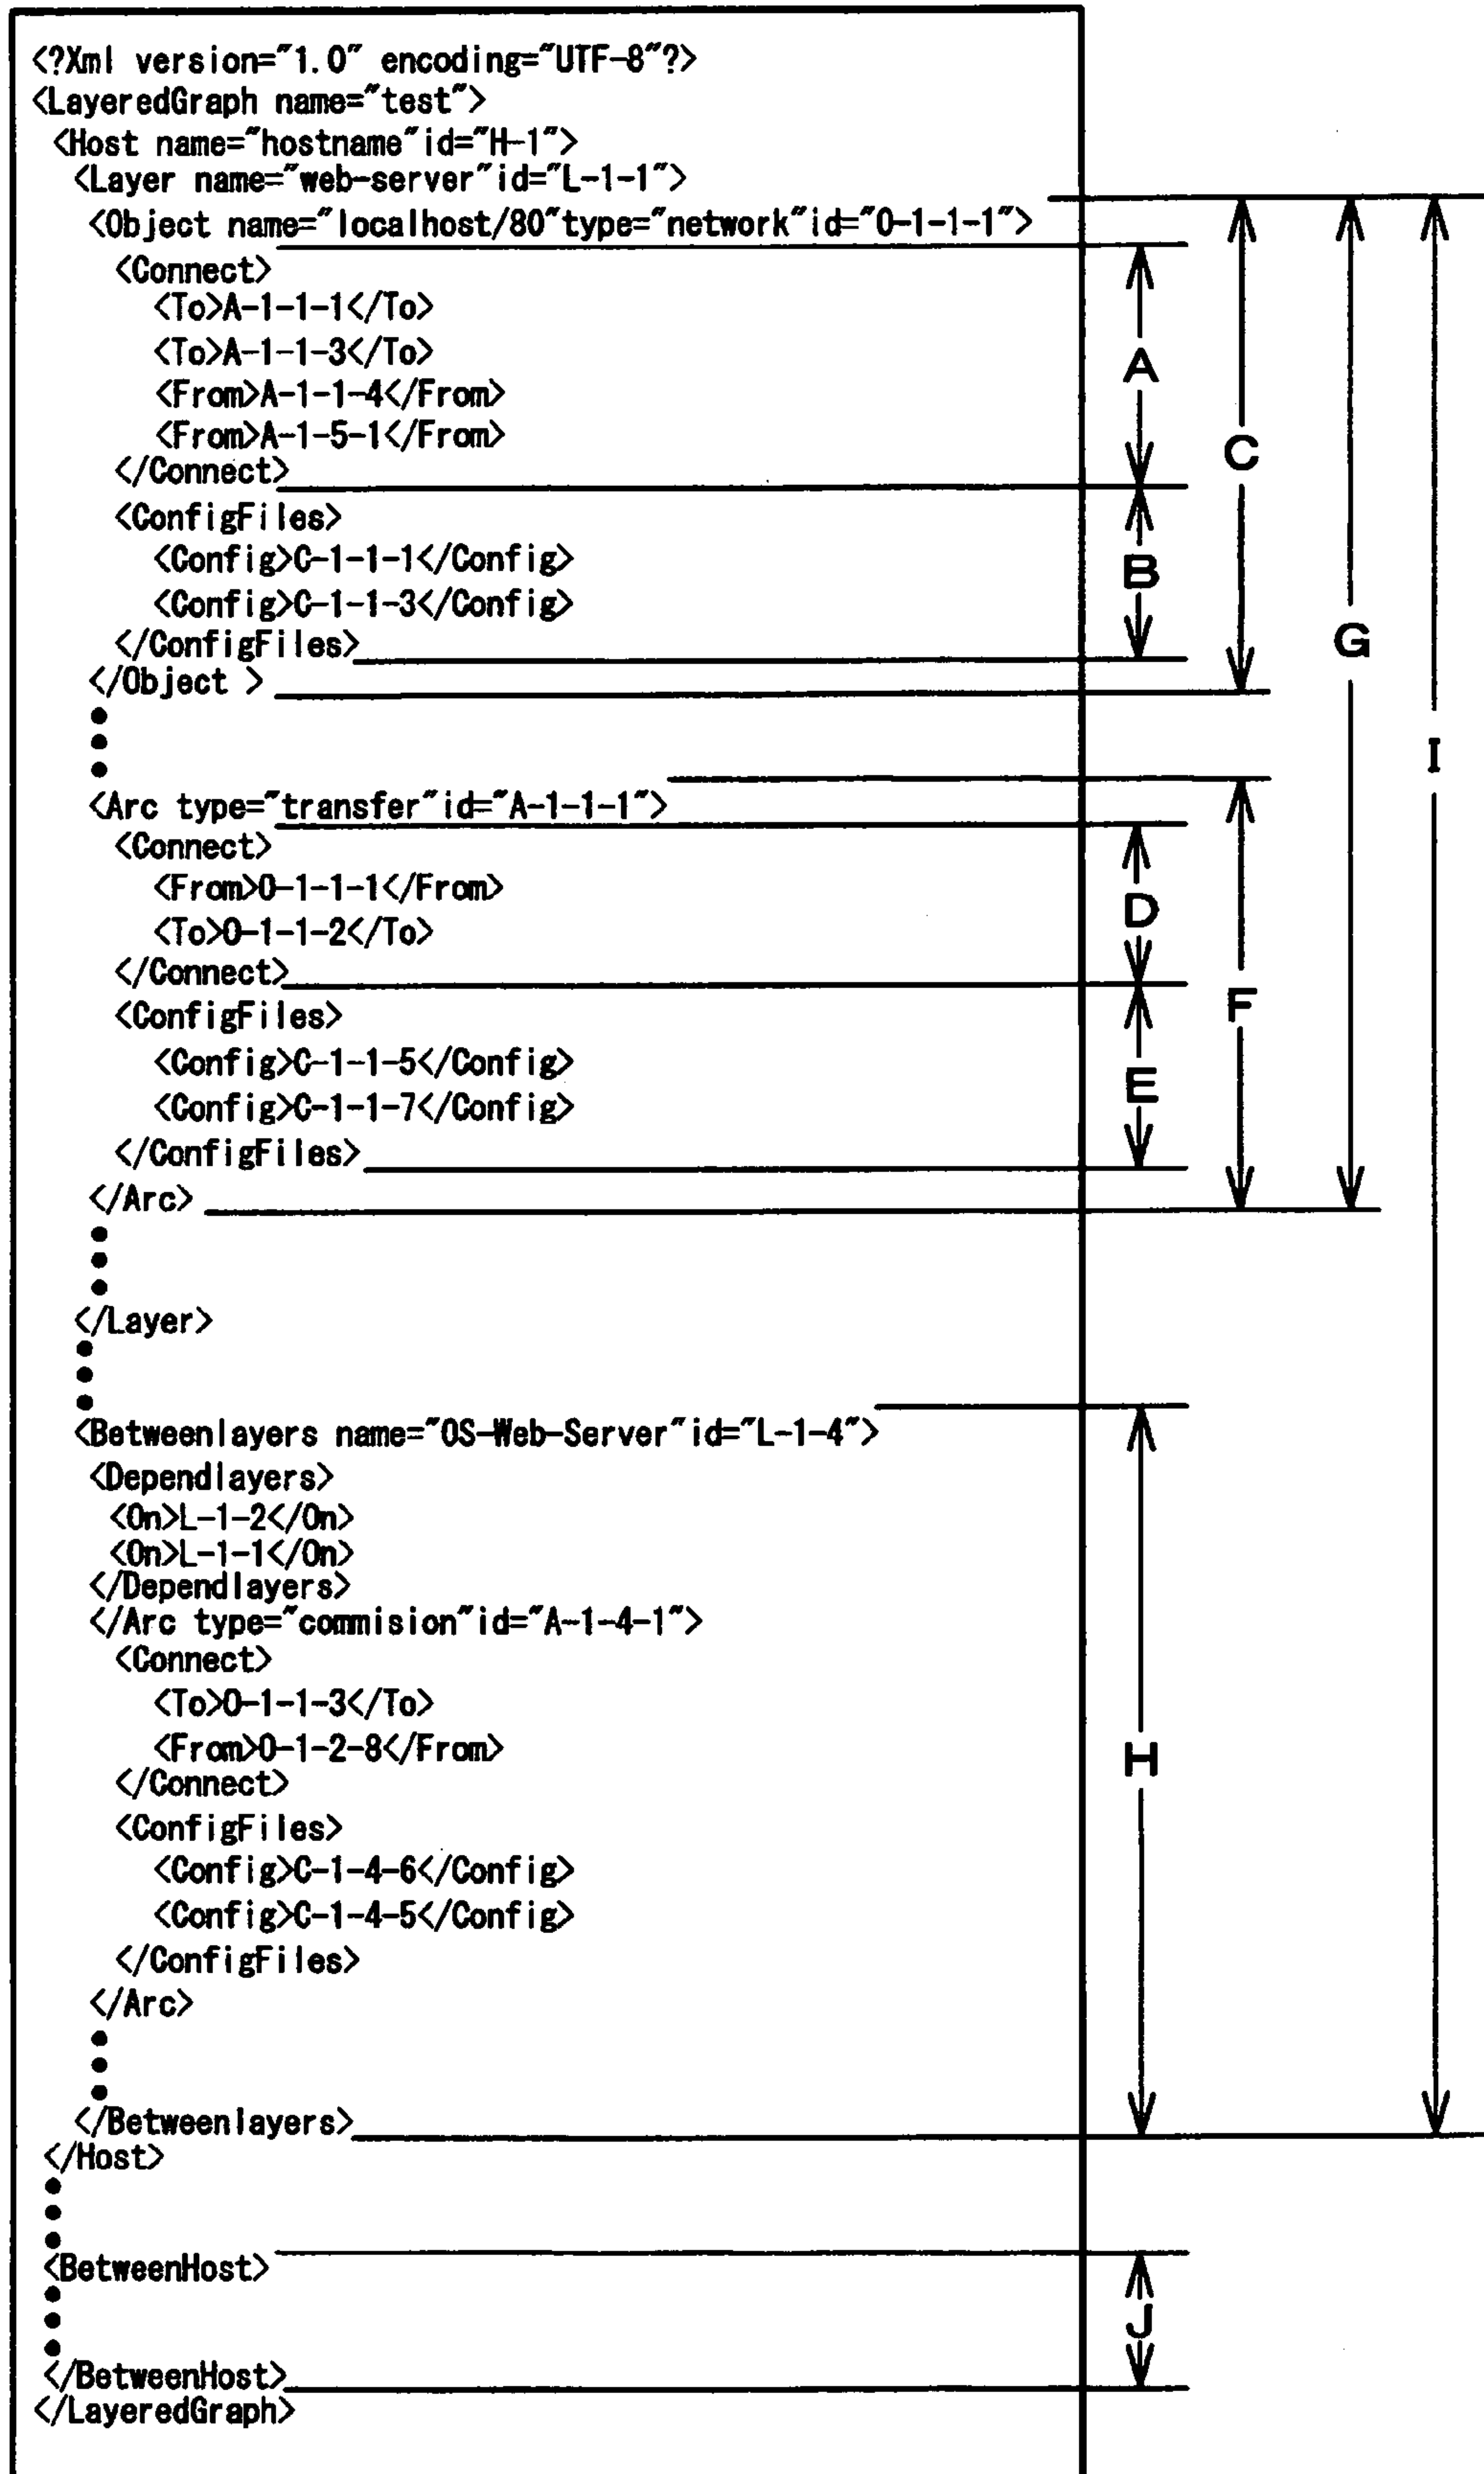 <?Xml version="1.0" encoding="UTF-8"?>
<LayeredGraph name="test">
<Host name="hostname"id="H-1">
<Layer name="web-server"id="L-1-1">
<Object name="localhost/80"type="network"id="O-1-1-1">
<Connect>
<To>A-1-1-1</To>
<To>A-1-1-3</To>
A
<From>A-1-1-4</From>
<From>A-1-5-1</From>
C
</Connect>
<ConfigFiles>
<Config>C-1-1-1</Config>
B
<Config>C-1-1-3</Config>
</ConfigFiles>
G
</Object >
I
<Arc type="transfer"id="A-1-1-1">
<Connect>
<From>O-1-1-1</From>
D
<To>O-1-1-2</To>
</Connect>
F
<ConfigFiles>
<Config>C-1-1-5</Config>
E
<Config>C-1-1-7</Config>
</ConfigFiles>
</Arc>
</Layer>
<Betweenlayers name="OS-Web-Server"id="L-1-4">
<Dependlayers>
<On>L-1-2</On>
<On>L-1-1</On>
</Dependlayers>
</Arc type="commision"id="A-1-4-1">
<Connect>
<To>O-1-1-3</To>
<From>O-1-2-8</From>
H
</Connect>
<ConfigFiles>
<Config>C-1-4-6</Config>
<Config>C-1-4-5</Config>
</ConfigFiles>
</Arc>
</Betweenlayers>
</Host>
<BetweenHost>
J
</BetweenHost>
</LayeredGraph>